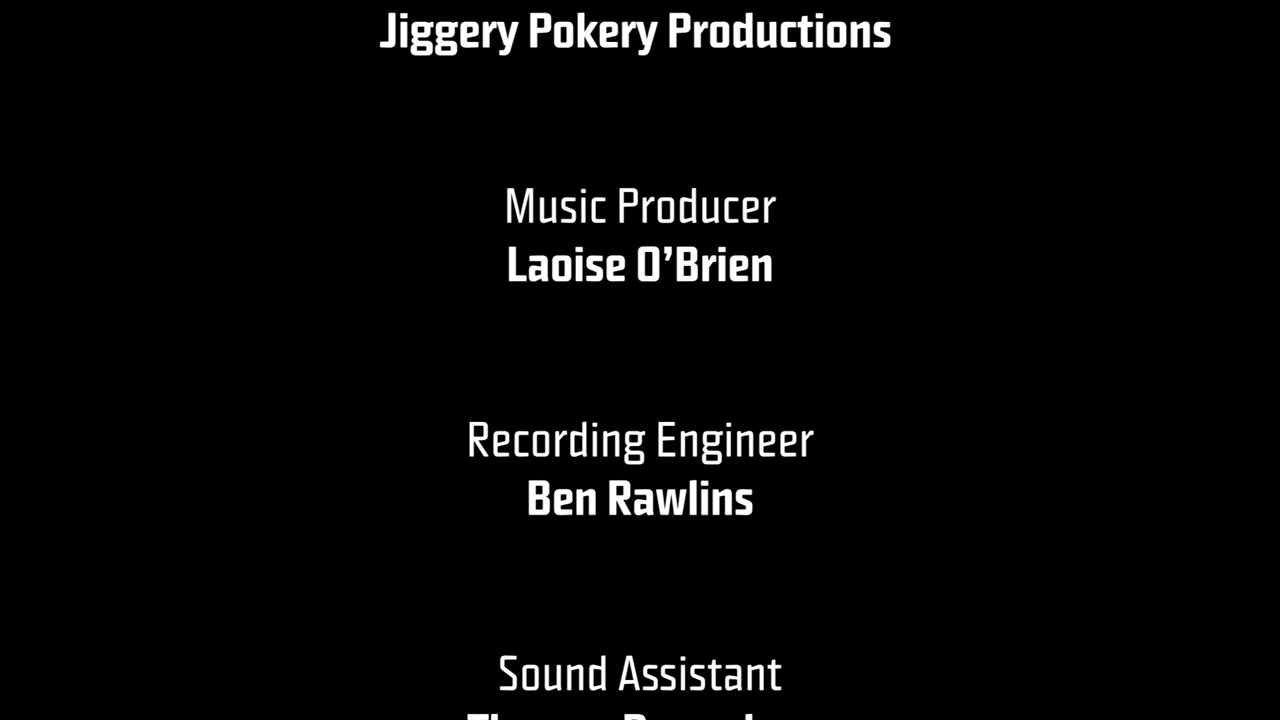 Jiggery Pokery Productions
Music Producer
Laoise O’Brien
Recording Engineer
Ben Rawlins
Sound Assistant